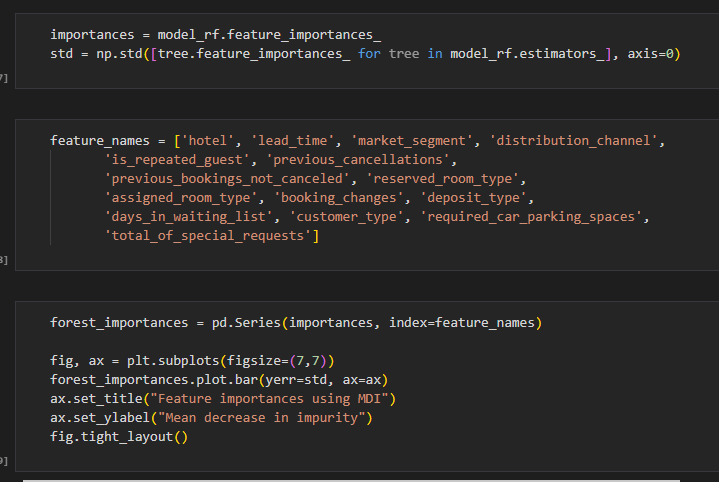 importances = model_rf.feature_importances_
std = np.std([tree.feature_importances_ for tree in model_rf.estimators_], axis=0)
7]
feature_names = ['hotel', 'lead_time', 'market_segment', 'distribution_channel',
'is_repeated_guest', 'previous_cancellations',
'previous_bookings_not_canceled', 'reserved_room_type',
'assigned_room_type', 'booking_changes', 'deposit_type',
'days_in_waiting_list', 'customer_type', 'required_car_parking_spaces',
'total_of_special_requests']
8]
forest_importances = pd.Series(importances, index=feature_names)
fig, ax = plt.subplots(figsize=(7,7))
forest_importances.plot.bar(yerr=std, ax=ax)
ax.set_title("Feature importances using MDI")
ax.set_ylabel("Mean decrease in impurity")
fig.tight_layout()
9]